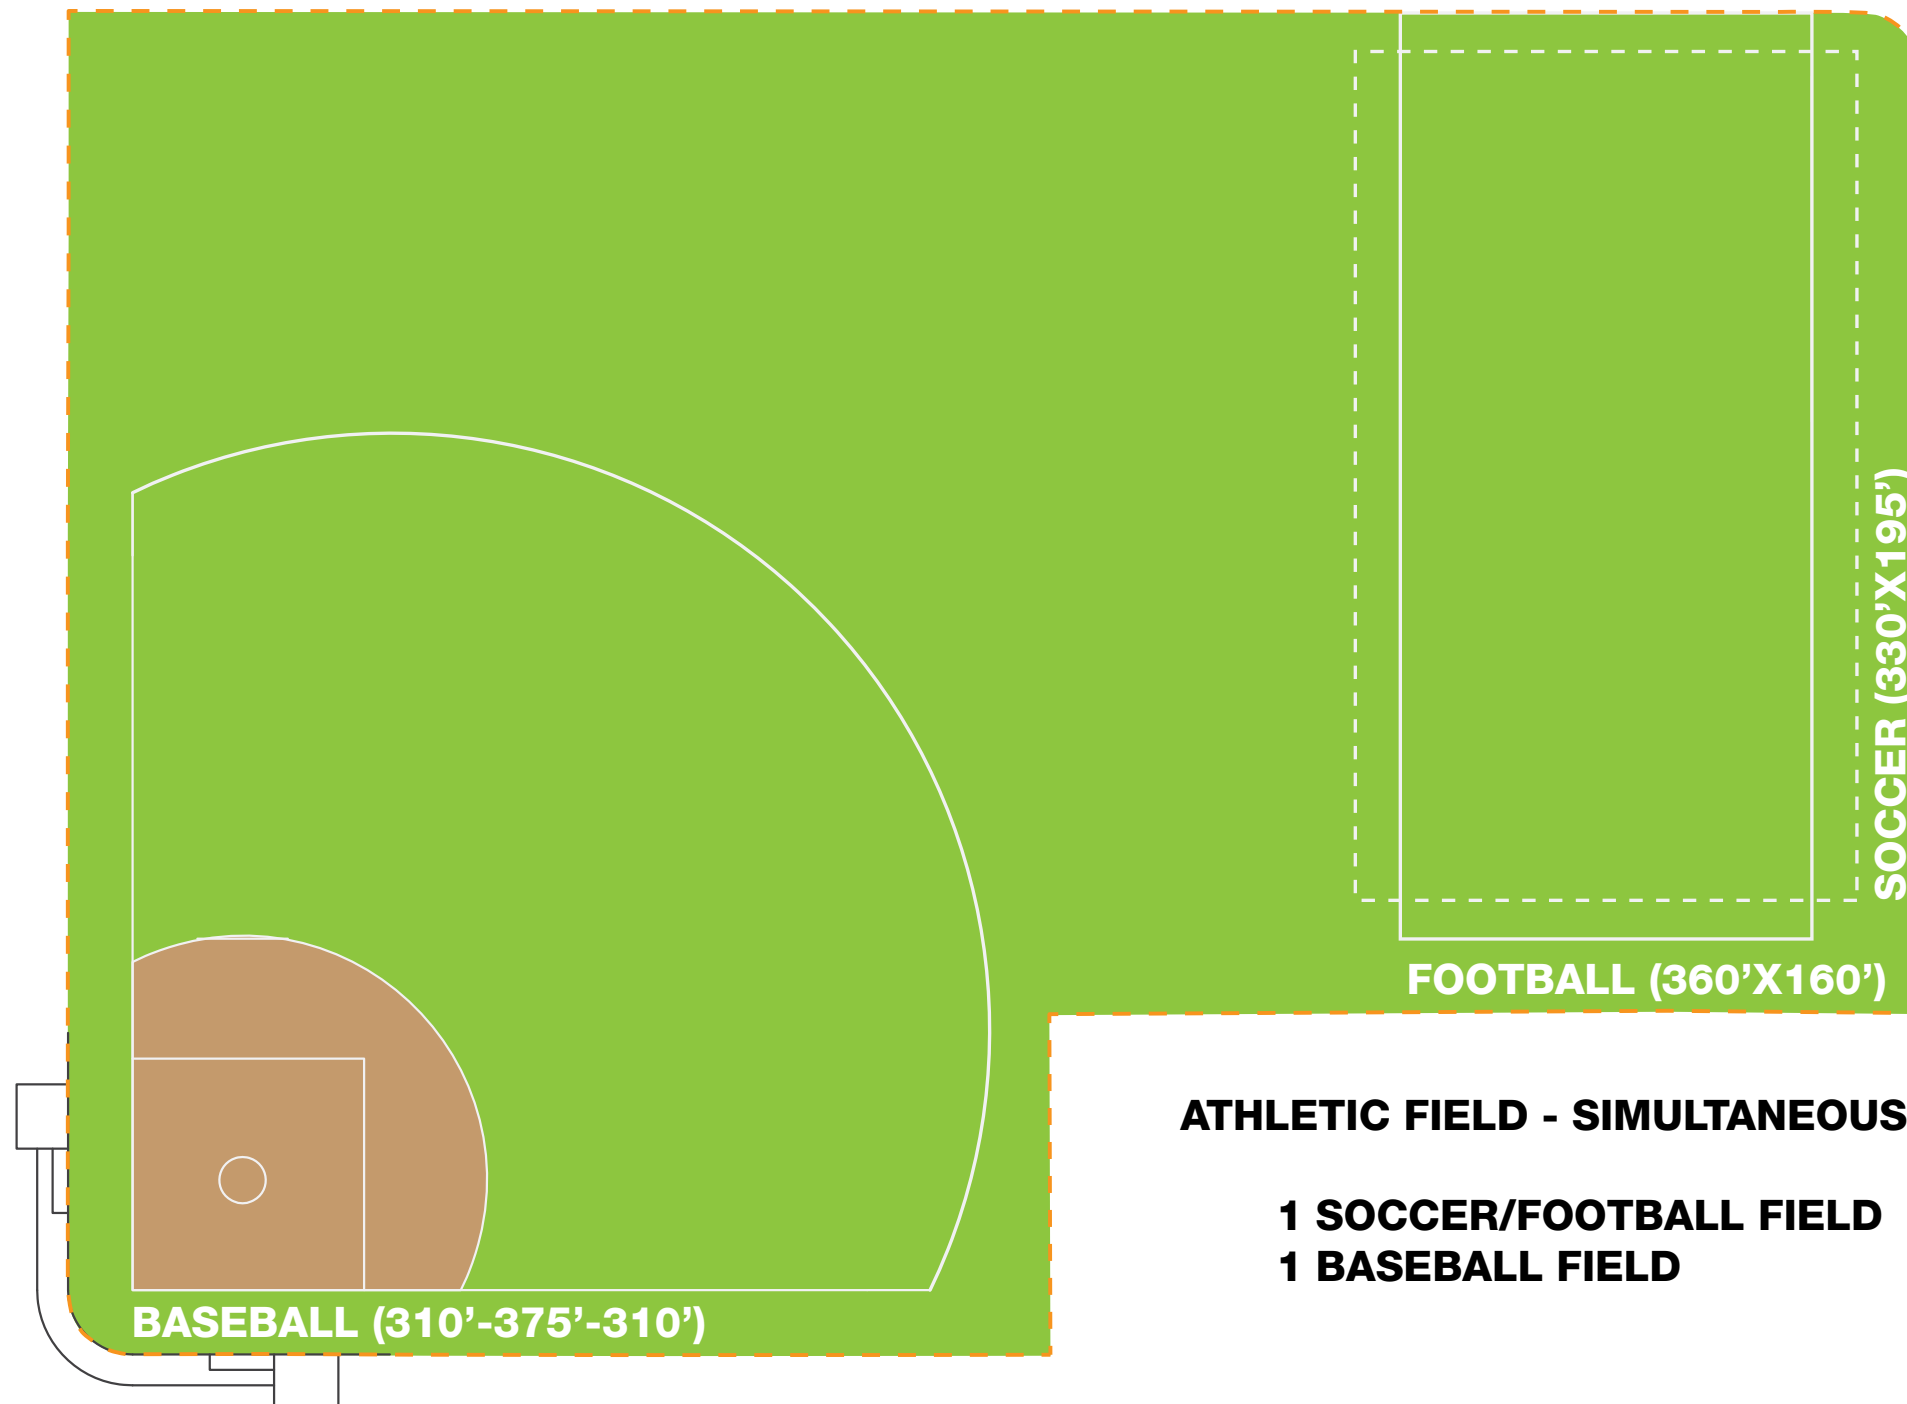 SOCCER (330’X195’)
FOOTBALL (360’X160’)
ATHLETIC FIELD - SIMULTANEOUS
1 SOCCER/FOOTBALL FIELD
1 BASEBALL FIELD
BASEBALL (310’-375’-310’)